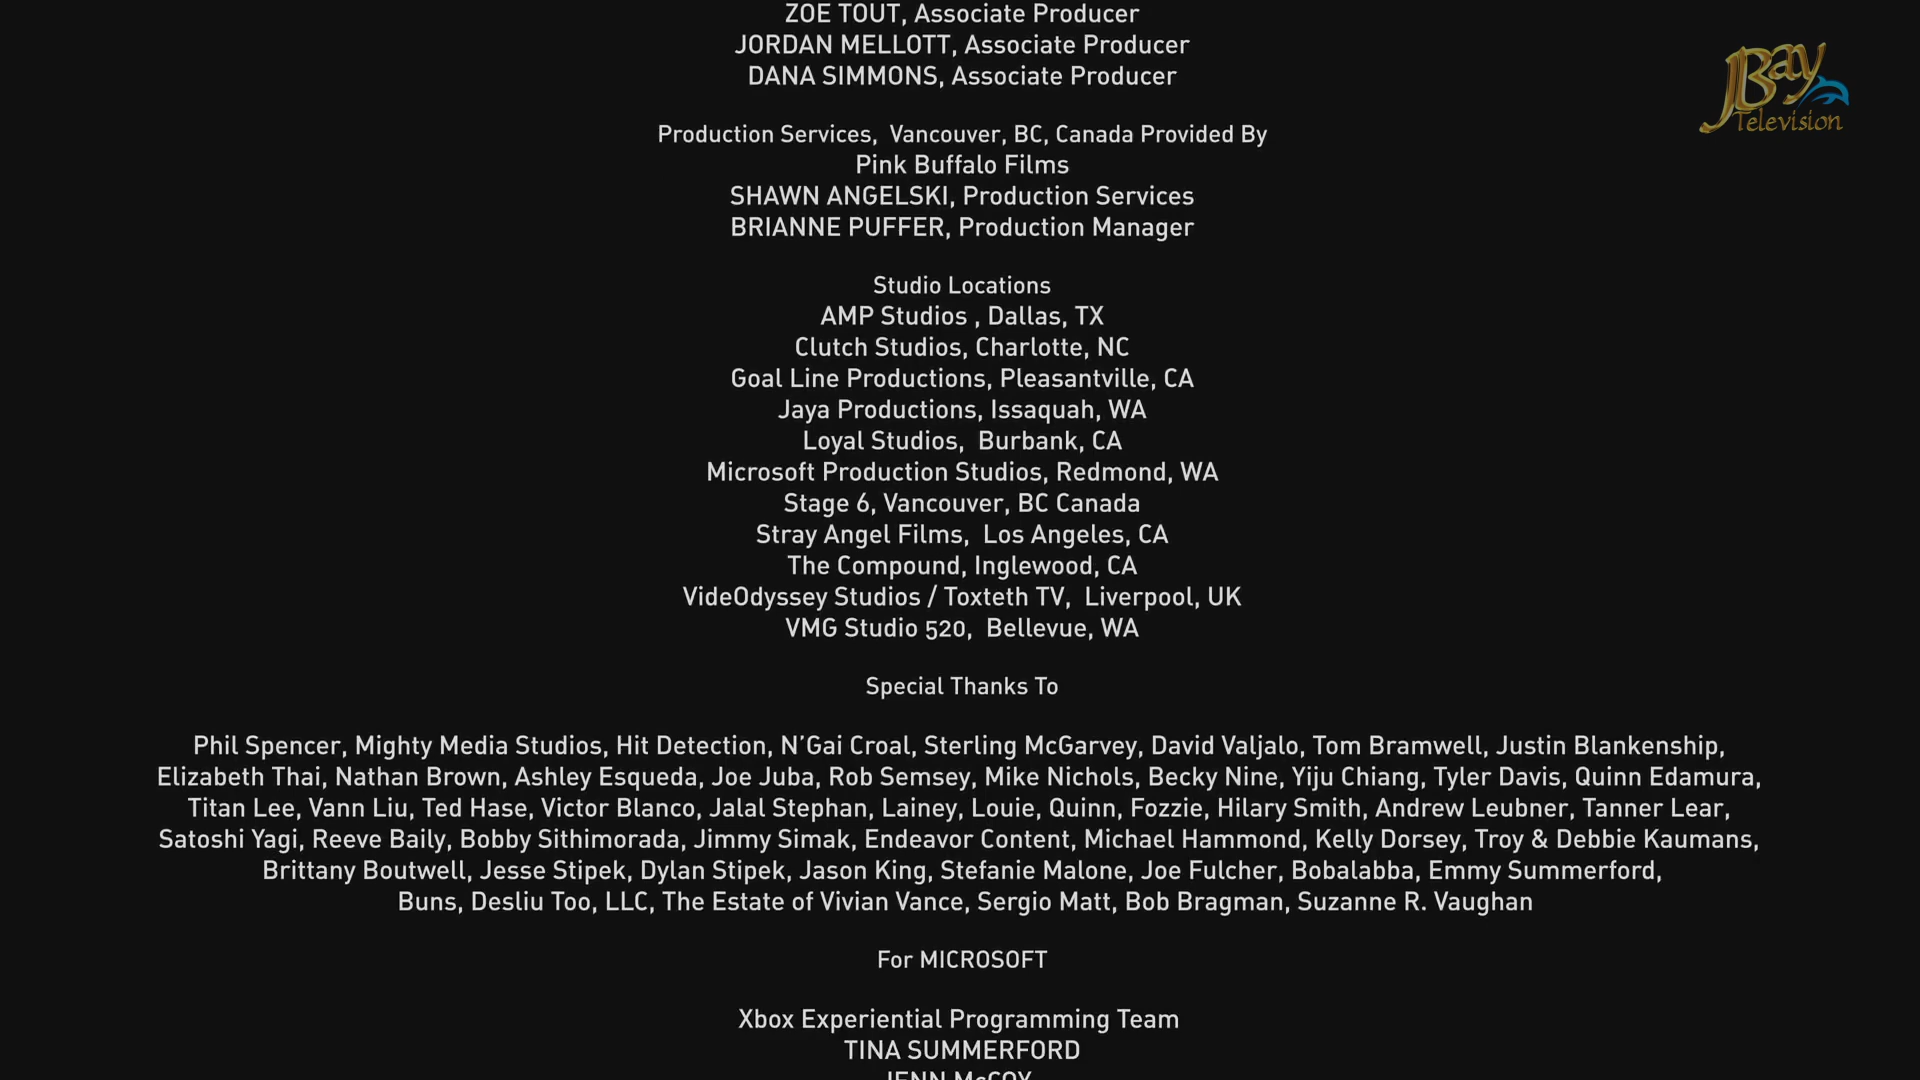 ZOE TOUT, Associate Producer
JORDAN MELLOTT, Associate Producer
DANA SIMMONS, Associate Producer
JBay
Television
Production Services, Vancouver, BC, Canada Provided By
Pink Buffalo Films
SHAWN ANGELSKI, Production Services
BRIANNE PUFFER, Production Manager
Studio Locations
AMP Studios , Dallas, TX
Clutch Studios, Charlotte, NC
Goal Line Productions, Pleasantville, CA
Jaya Productions, Issaquah, WA
Loyal Studios, Burbank, CA
Microsoft Production Studios, Redmond, WA
Stage 6, Vancouver, BC Canada
Stray Angel Films, Los Angeles, CA
The Compound, Inglewood, CA
VideOdyssey Studios / Toxteth TV, Liverpool, UK
VMG Studio 520, Bellevue, WA
Special Thanks To
Phil Spencer, Mighty Media Studios, Hit Detection, N’Gai Croal, Sterling McGarvey, David Valjalo, Tom Bramwell, Justin Blankenship,
Elizabeth Thai, Nathan Brown, Ashley Esqueda, Joe Juba, Rob Semsey, Mike Nichols, Becky Nine, Yiju Chiang, Tyler Davis, Quinn Edamura,
Titan Lee, Vann Liu, Ted Hase, Victor Blanco, Jalal Stephan, Lainey, Louie, Quinn, Fozzie, Hilary Smith, Andrew Leubner, Tanner Lear,
Satoshi Yagi, Reeve Baily, Bobby Sithimorada, Jimmy Simak, Endeavor Content, Michael Hammond, Kelly Dorsey, Troy & Debbie Kaumans,
Brittany Boutwell, Jesse Stipek, Dylan Stipek, Jason King, Stefanie Malone, Joe Fulcher, Bobalabba, Emmy Summerford,
Buns, Desliu Too, LLC, The Estate of Vivian Vance, Sergio Matt, Bob Bragman, Suzanne R. Vaughan
For MICROSOFT
Xbox Experiential Programming Team
TINA SUMMERFORD
JENN McCOY